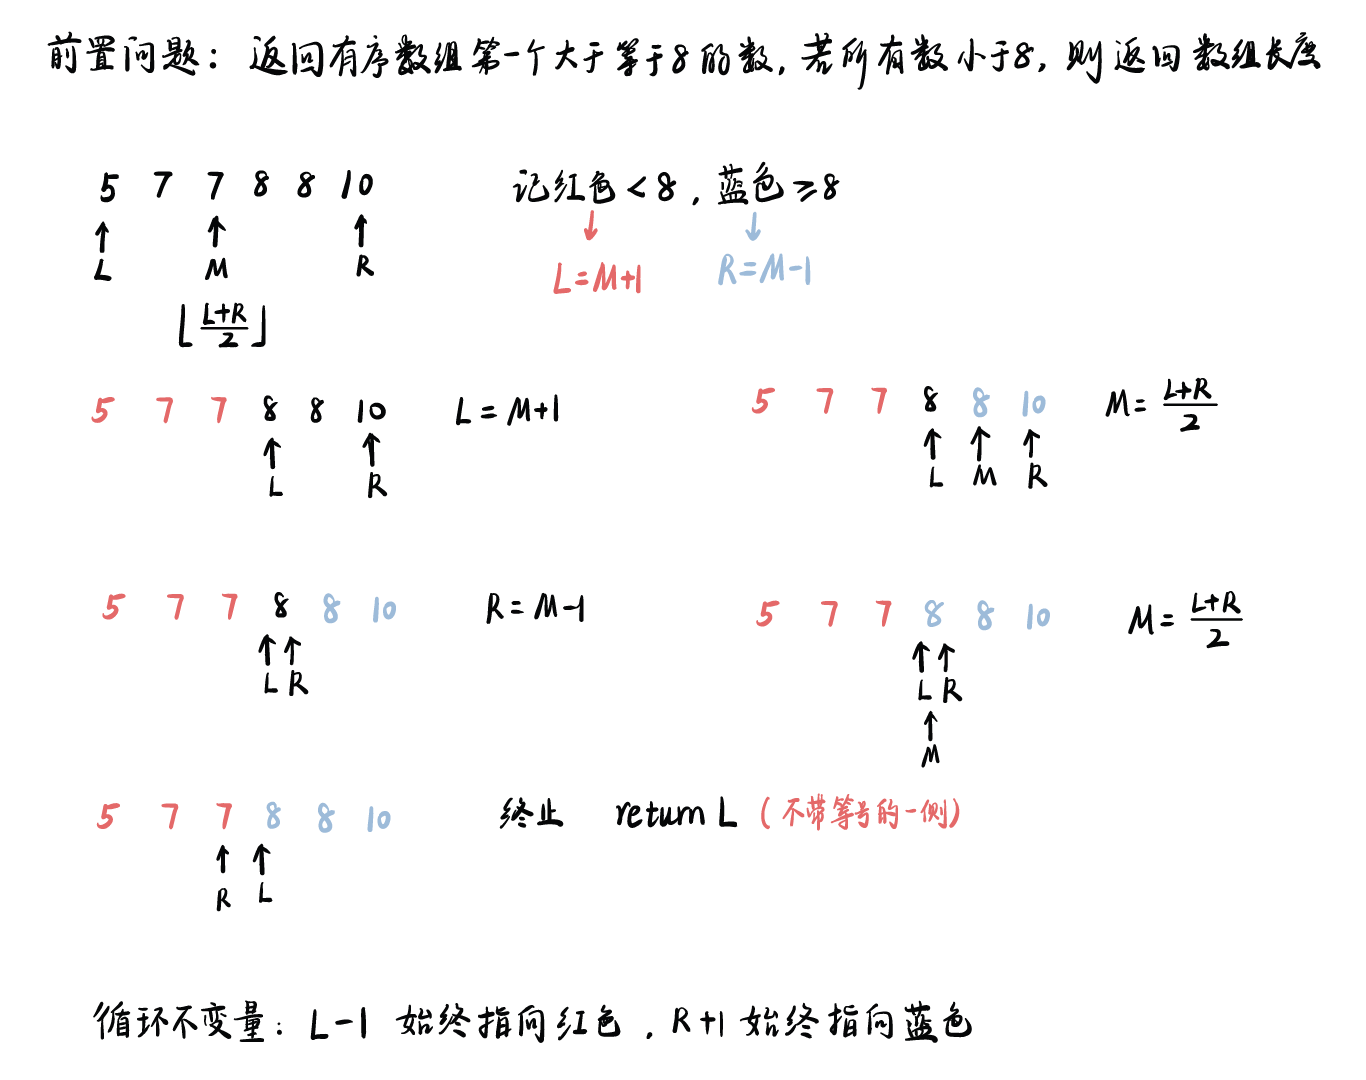 前置问题：返回有序数组第一个大于等于8的数，若所有数小于8，则返回数组长度
5 7 7 8 8 10
记红色<8，蓝色≥8
L M R
L=M+1 R=M-1
⌊(L+R)/2⌋
5 7 7 8 8 10 L=M+1
L R
5 7 7 8 8 10 M=(L+R)/2
L M R
5 7 7 8 8 10 R=M-1
L R
5 7 7 8 8 10 M=(L+R)/2
L R
M
5 7 7 8 8 10 终止 return L（不带等号的一侧）
R L
循环不变量：L-1 始终指向红色，R+1 始终指向蓝色